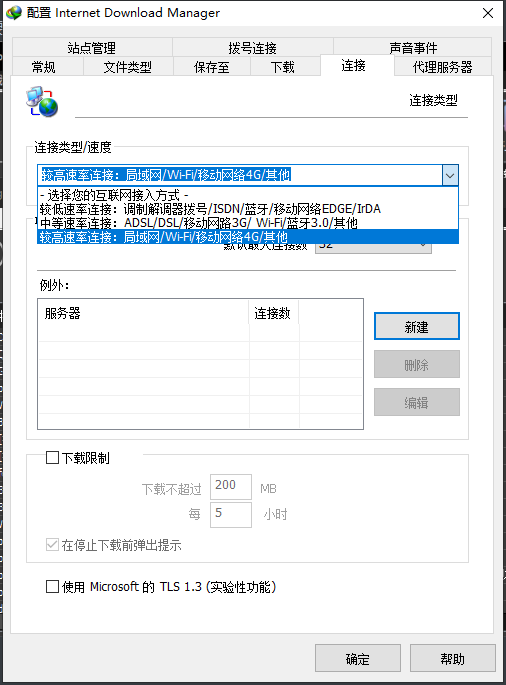 配置 Internet Download Manager
站点管理 拨号连接 声音事件
常规 文件类型 保存至 下载 连接 代理服务器
连接类型
连接类型/速度
较高速率连接：局域网/Wi-Fi/移动网络4G/其他
- 选择您的互联网接入方式 -
较低速率连接：调制解调器拨号/ISDN/蓝牙/移动网络EDGE/IrDA
中等速率连接：ADSL/DSL/移动网路3G/ Wi-Fi/蓝牙3.0/其他
较高速率连接：局域网/Wi-Fi/移动网络4G/其他
默认最大连接数 32
例外：
服务器 连接数
新建
删除
编辑
下载限制
下载不超过 200 MB
每 5 小时
在停止下载前弹出提示
使用 Microsoft 的 TLS 1.3 (实验性功能)
确定 帮助